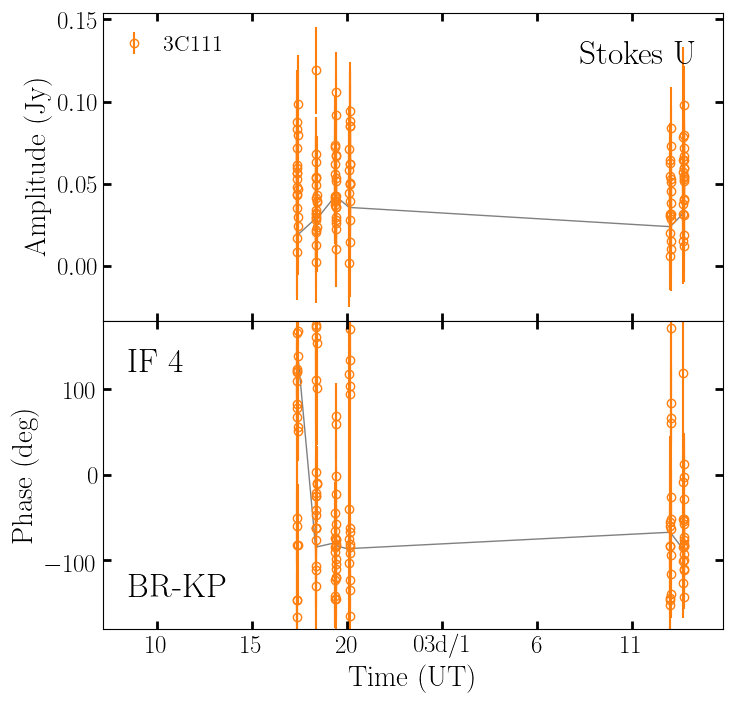 3C111
Stokes U
0.15
0.10
0.05
0.00
Amplitude (Jy)
IF 4
100
0
−100
Phase (deg)
BR-KP
10 15 20 03d/1 6 11
Time (UT)